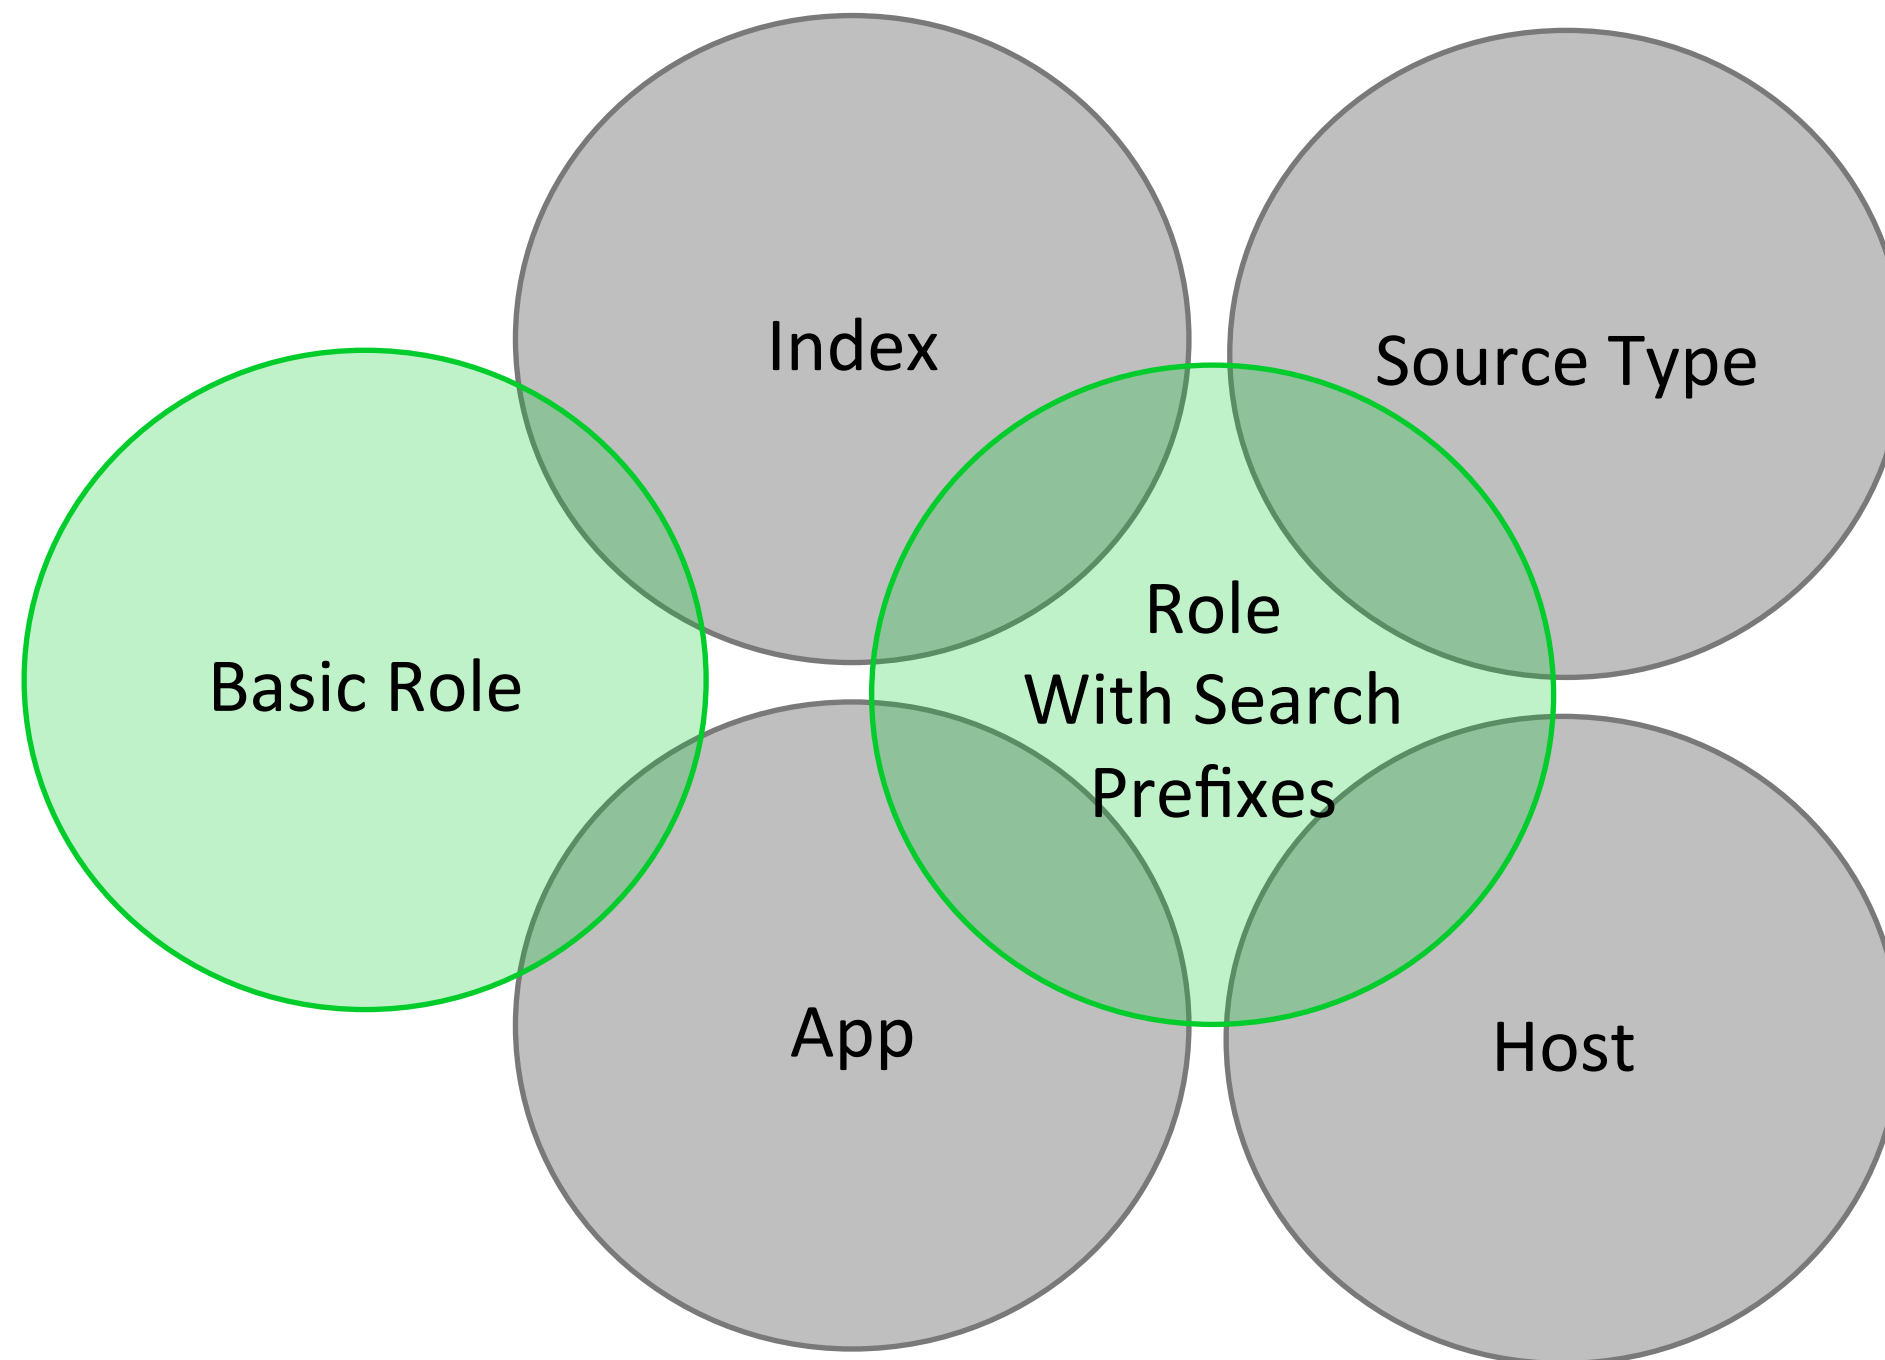 Index
Source Type
Basic Role
Role
With Search
Prefixes
App
Host